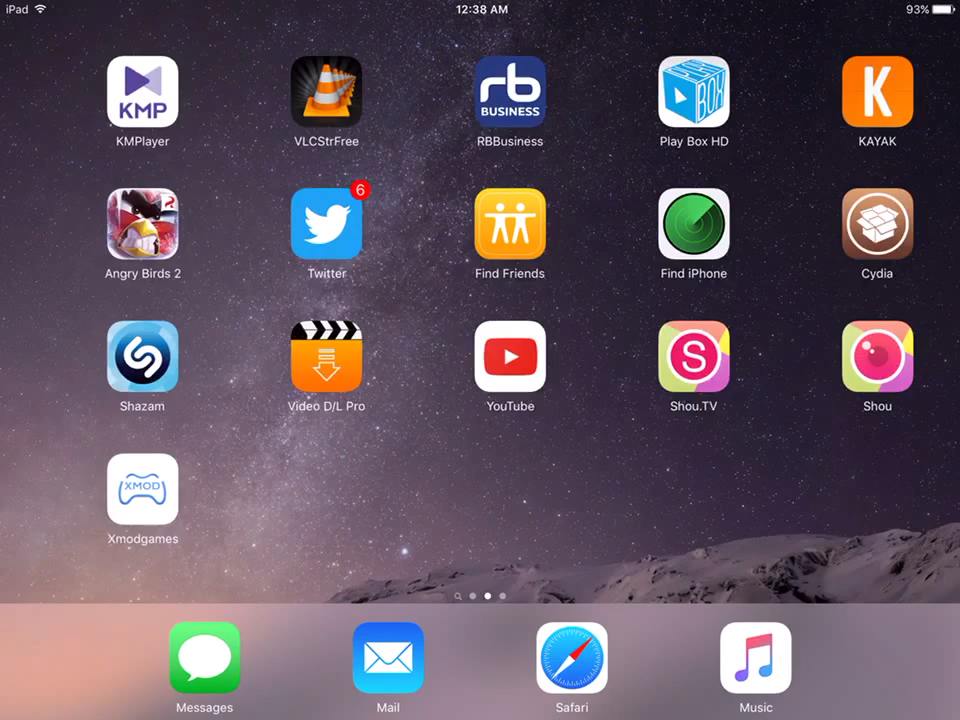 iPad 12:38 AM 93%
KMP
rb
BUSINESS
PLAY
BOX
K
KMPlayer VLCStrFree RBBusiness Play Box HD KAYAK
6
Angry Birds 2 Twitter Find Friends Find iPhone Cydia
S
Shazam Video D/L Pro YouTube Shou.TV Shou
XMOD
Xmodgames
Messages Mail Safari Music